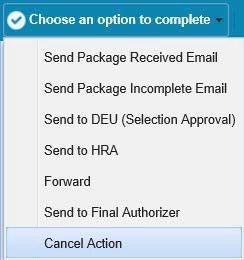 Choose an option to complete
Send Package Received Email
Send Package Incomplete Email
Send to DEU (Selection Approval)
Send to HRA
Forward
Send to Final Authorizer
Cancel Action